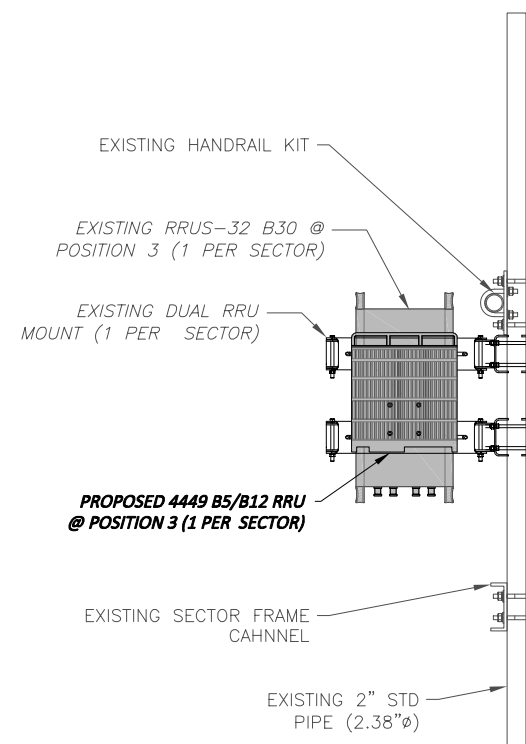 EXISTING HANDRAIL KIT
EXISTING RRUS-32 B30 @
POSITION 3 (1 PER SECTOR)
EXISTING DUAL RRU
MOUNT (1 PER SECTOR)
PROPOSED 4449 B5/B12 RRU
@ POSITION 3 (1 PER SECTOR)
EXISTING SECTOR FRAME
CAHNNEL
EXISTING 2" STD
PIPE (2.38"ø)